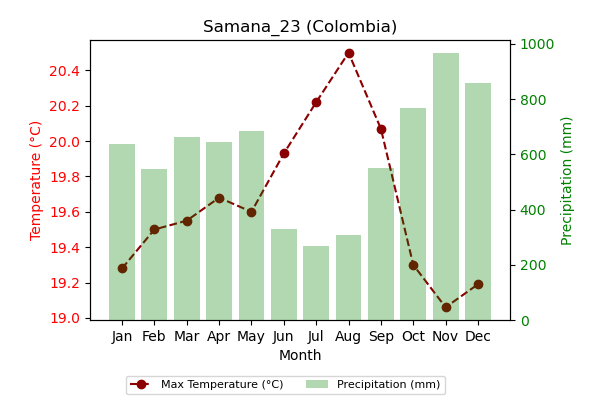 Samana_23 (Colombia)
Temperature (°C)
20.4
20.2
20.0
19.8
19.6
19.4
19.2
19.0
1000
800
600
400
200
0
Precipitation (mm)
Jan Feb Mar Apr May Jun Jul Aug Sep Oct Nov Dec
Month
Max Temperature (°C) Precipitation (mm)